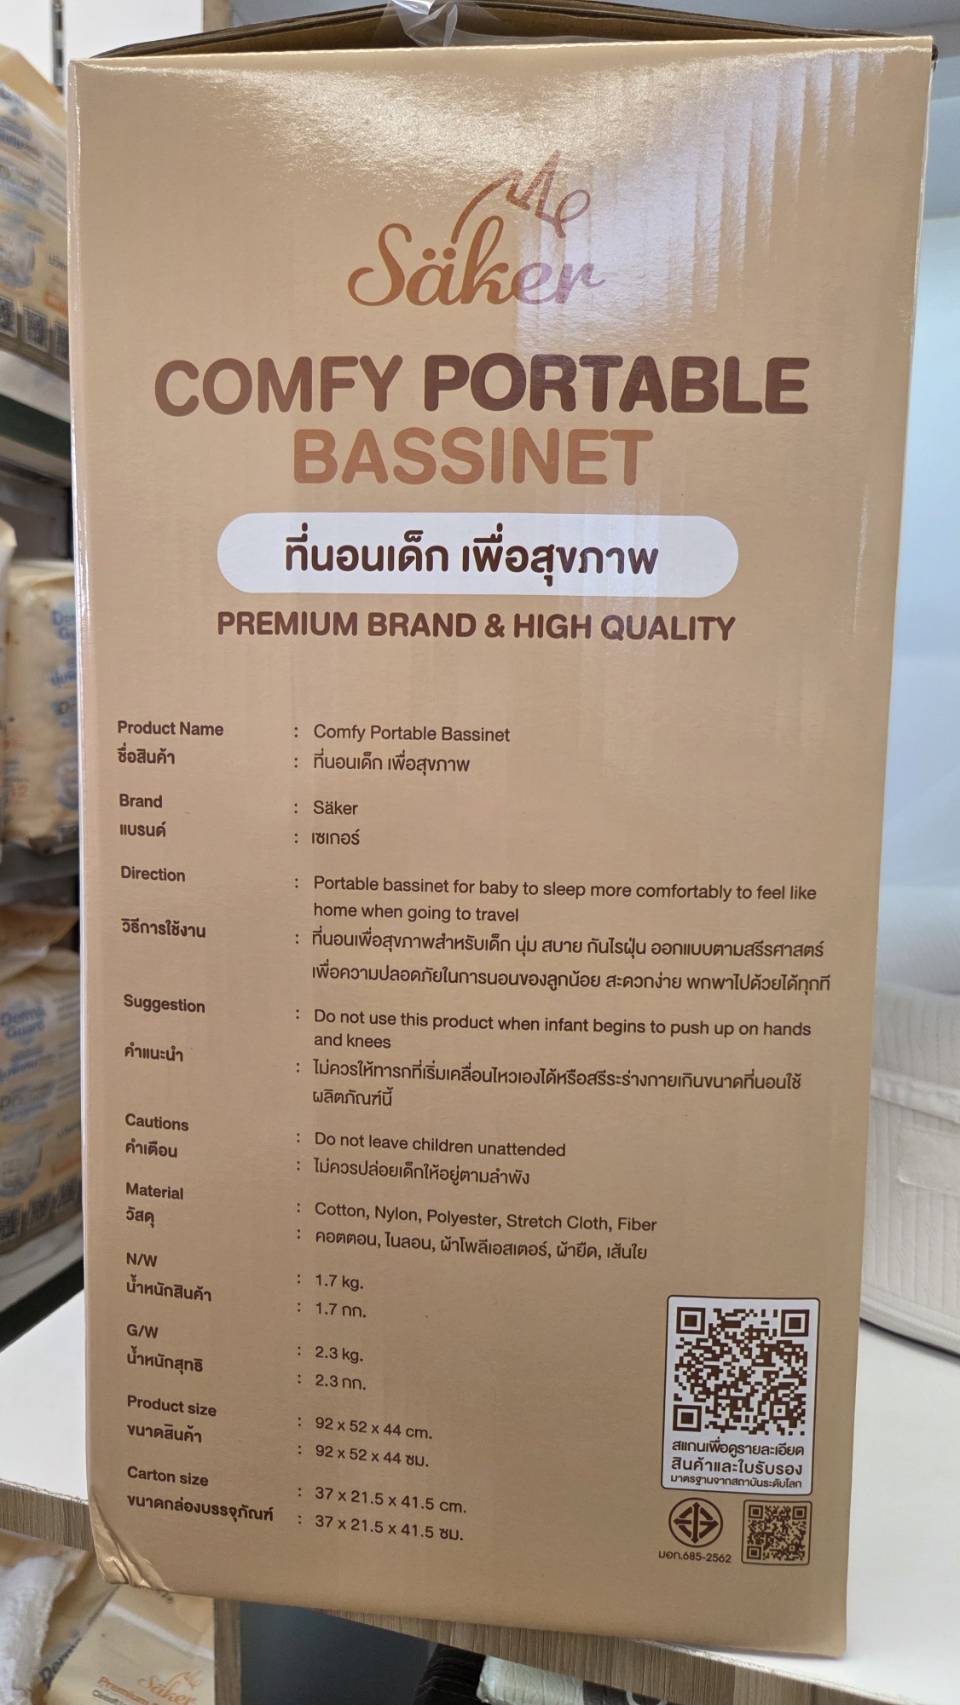 Säker
COMFY PORTABLE
BASSINET
ที่นอนเด็ก เพื่อสุขภาพ
PREMIUM BRAND & HIGH QUALITY
Product Name : Comfy Portable Bassinet
ชื่อสินค้า : ที่นอนเด็ก เพื่อสุขภาพ
Brand : Säker
แบรนด์ : เซเกอร์
Direction : Portable bassinet for baby to sleep more comfortably to feel like
home when going to travel
วิธีการใช้งาน : ที่นอนเพื่อสุขภาพสำหรับเด็ก นุ่ม สบาย กันไรฝุ่น ออกแบบตามสรีรศาสตร์
เพื่อความปลอดภัยในการนอนของลูกน้อย สะดวกง่าย พกพาไปด้วยได้ทุกที่
Suggestion : Do not use this product when infant begins to push up on hands
and knees
คำแนะนำ : ไม่ควรให้ทารกที่เริ่มเคลื่อนไหวเองได้หรือสรีระร่างกายเกินขนาดที่นอนใช้
ผลิตภัณฑ์นี้
Cautions : Do not leave children unattended
คำเตือน : ไม่ควรปล่อยเด็กให้อยู่ตามลำพัง
Material : Cotton, Nylon, Polyester, Stretch Cloth, Fiber
วัสดุ : คอตตอน, ไนลอน, ผ้าโพลีเอสเตอร์, ผ้ายืด, เส้นใย
N/W : 1.7 kg.
น้ำหนักสินค้า : 1.7 กก.
G/W : 2.3 kg.
น้ำหนักสุทธิ : 2.3 กก.
Product size : 92 x 52 x 44 cm.
ขนาดสินค้า : 92 x 52 x 44 ซม.
Carton size : 37 x 21.5 x 41.5 cm.
ขนาดกล่องบรรจุภัณฑ์ : 37 x 21.5 x 41.5 ซม.
สแกนเพื่อดูรายละเอียด
สินค้าและใบรับรอง
มาตรฐานจากสถาบันระดับโลก
มอก.685-2562
Säker